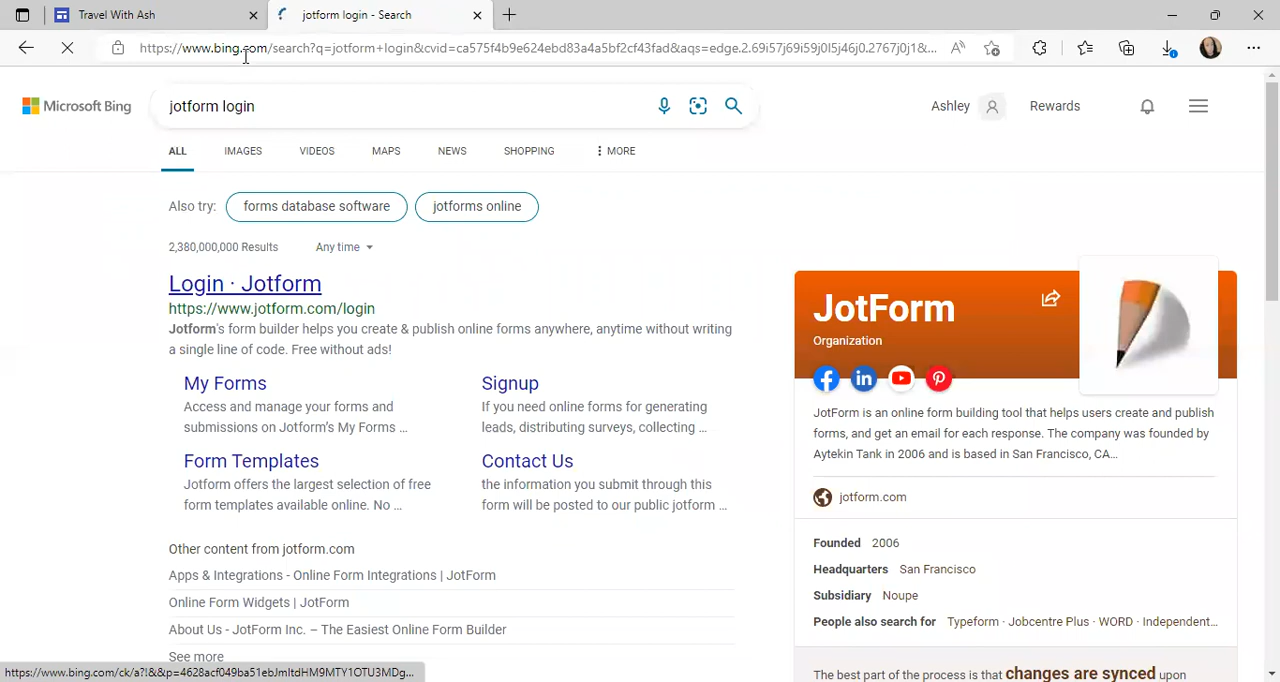 Travel With Ash
jotform login - Search
https://www.bing.com/search?q=jotform+login&cvid=ca575f4b9e624ebd83a4a5bf2cf43fad&aqs=edge.2.69i57j69i59j0l5j46j0.2767j0j1&...
Microsoft Bing
jotform login
Ashley
Rewards
ALL
IMAGES
VIDEOS
MAPS
NEWS
SHOPPING
MORE
Also try:
forms database software
jotforms online
2,380,000,000 Results
Any time
Login · Jotform
https://www.jotform.com/login
Jotform's form builder helps you create & publish online forms anywhere, anytime without writing
a single line of code. Free without ads!
My Forms
Access and manage your forms and
submissions on Jotform's My Forms ...
Signup
If you need online forms for generating
leads, distributing surveys, collecting ...
Form Templates
Jotform offers the largest selection of free
form templates available online. No ...
Contact Us
the information you submit through this
form will be posted to our public jotform ...
Other content from jotform.com
Apps & Integrations - Online Form Integrations | JotForm
Online Form Widgets | JotForm
About Us - JotForm Inc. – The Easiest Online Form Builder
See more
JotForm
Organization
JotForm is an online form building tool that helps users create and publish
forms, and get an email for each response. The company was founded by
Aytekin Tank in 2006 and is based in San Francisco, CA...
jotform.com
Founded 2006
Headquarters San Francisco
Subsidiary Noupe
People also search for Typeform · Jobcentre Plus · WORD · Independent...
The best part of the process is that changes are synced upon
https://www.bing.com/ck/a?!&&p=4628acf049ba51ebJmltdHM9MTY1OTU3MDg...